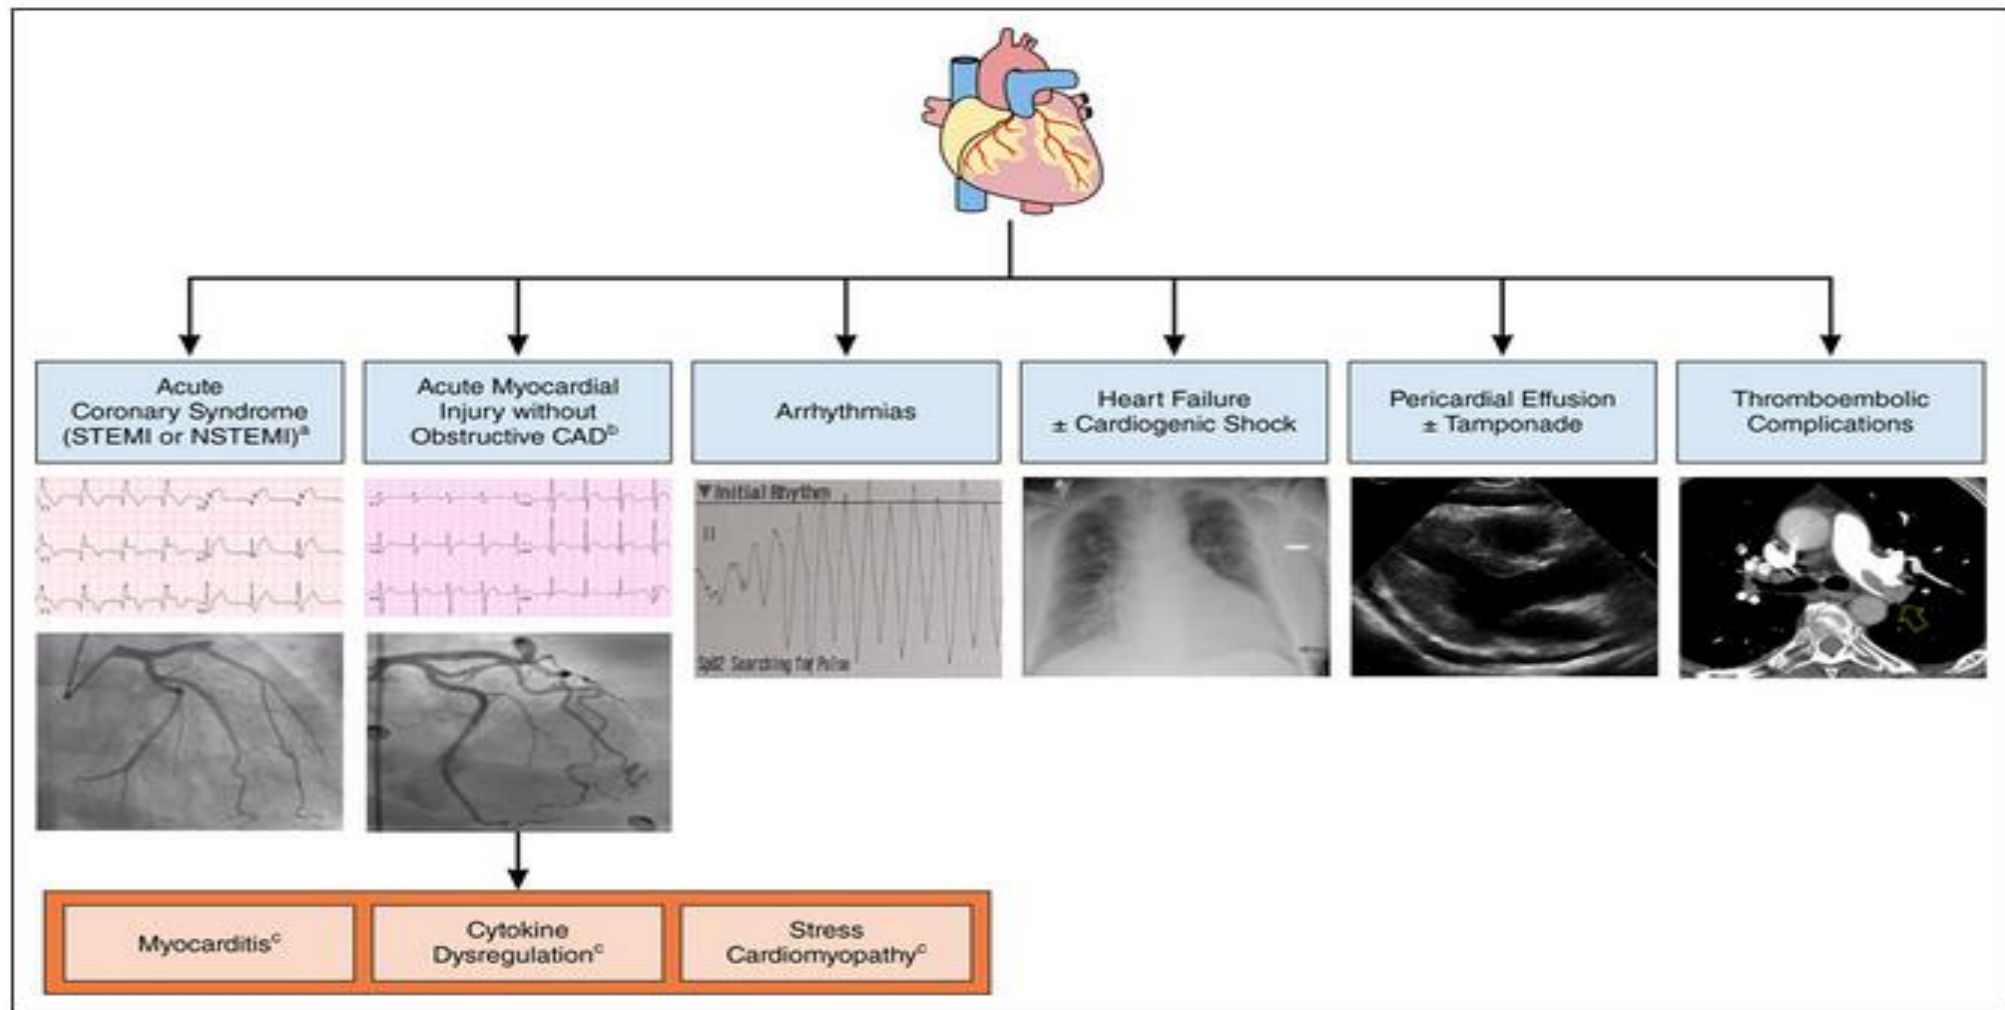 Acute
Coronary Syndrome
(STEMI or NSTEMI)ᵃ
Acute Myocardial
Injury without
Obstructive CADᵇ
Arrhythmias
Heart Failure
± Cardiogenic Shock
Pericardial Effusion
± Tamponade
Thromboembolic
Complications
▼Initial Rhythm
II
SpO2 Searching for Pulse
Myocarditisᶜ
Cytokine
Dysregulationᶜ
Stress
Cardiomyopathyᶜ